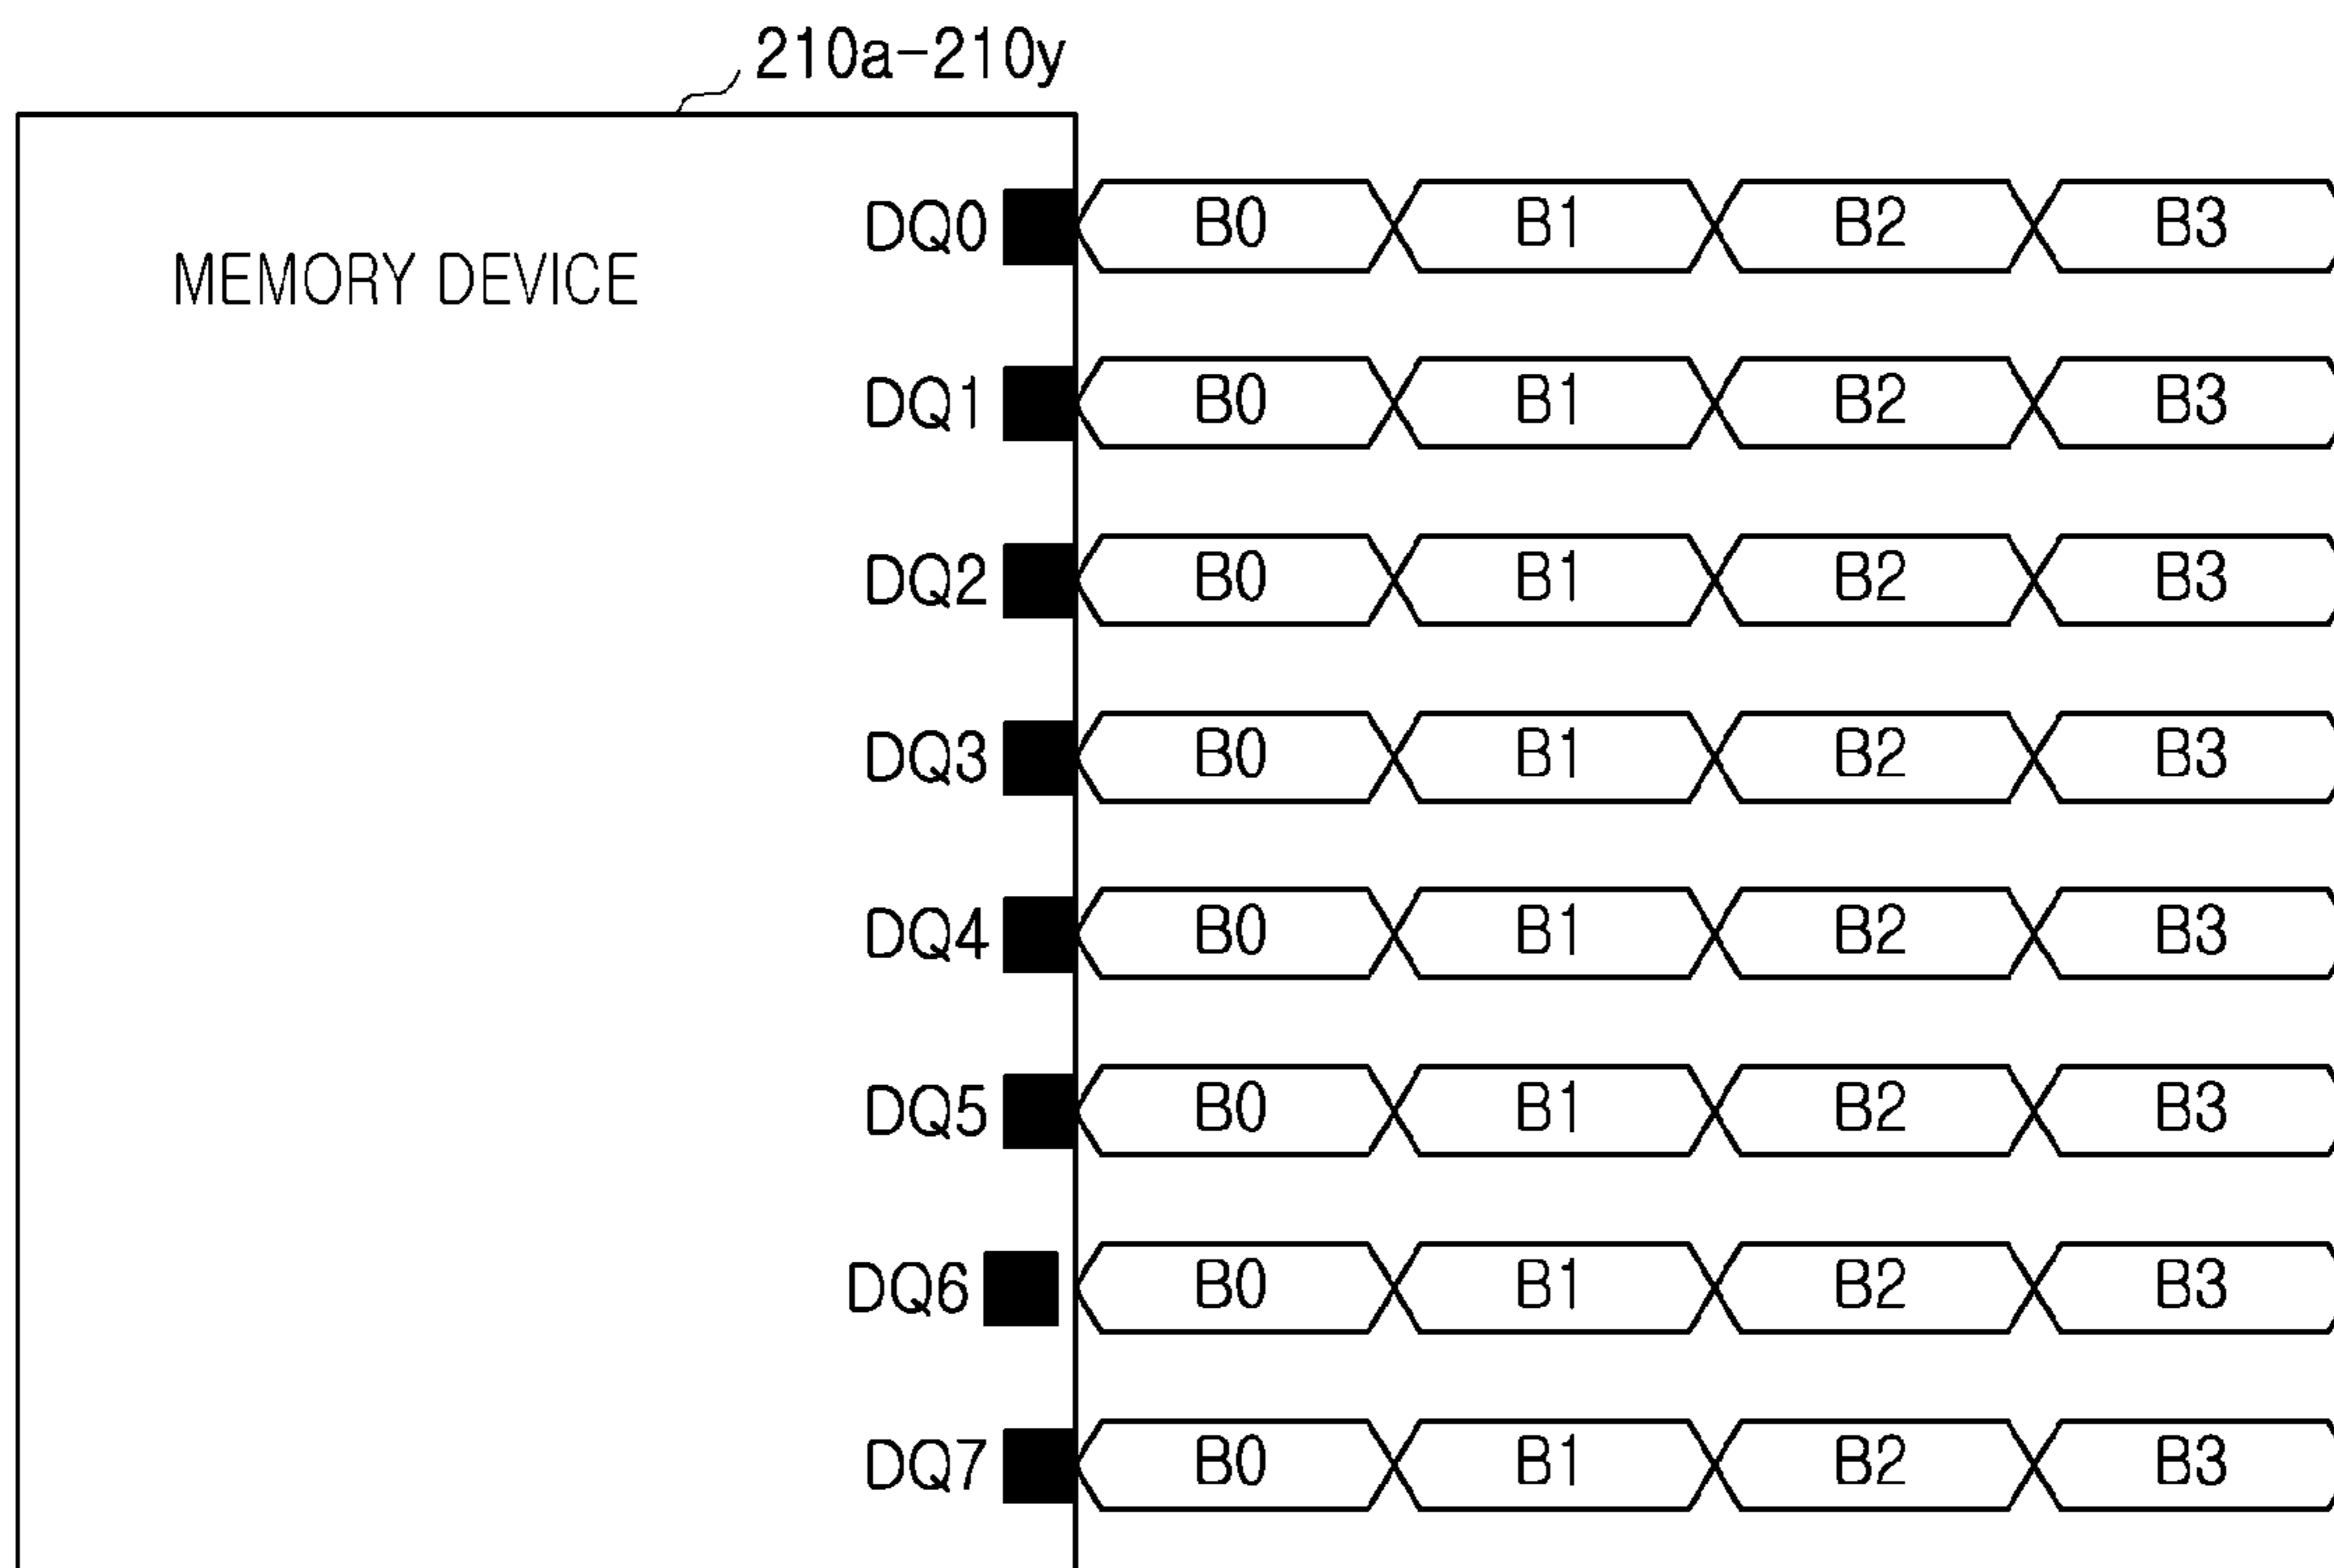 210a-210y
DQ0 B0 B1 B2 B3
MEMORY DEVICE
DQ1 B0 B1 B2 B3
DQ2 B0 B1 B2 B3
DQ3 B0 B1 B2 B3
DQ4 B0 B1 B2 B3
DQ5 B0 B1 B2 B3
DQ6 B0 B1 B2 B3
DQ7 B0 B1 B2 B3